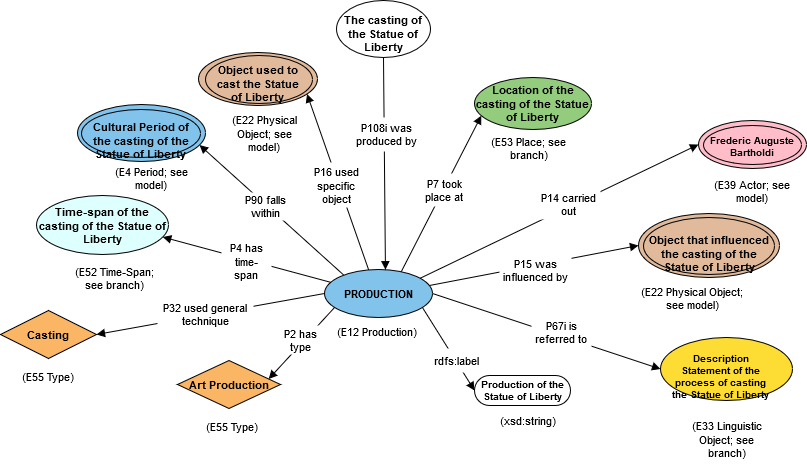 The casting of
the Statue of
Liberty
Object used to
cast the Statue
of Liberty
(E22 Physical
Object; see
model)
Location of the
casting of the Statue
of Liberty
(E53 Place; see
branch)
Cultural Period of
the casting of the
Statue of Liberty
(E4 Period; see
model)
P108i was
produced by
Frederic Auguste
Bartholdi
(E39 Actor; see
model)
P16 used
specific
object
P7 took
place at
P90 falls
within
P14 carried
out
Time-span of the
casting of the Statue of
Liberty
(E52 Time-Span;
see branch)
P4 has
time-
span
Object that influenced
the casting of the
Statue of Liberty
(E22 Physical Object;
see model)
P15 was
influenced by
PRODUCTION
(E12 Production)
P32 used general
technique
P67i is
referred to
Casting
(E55 Type)
P2 has
type
rdfs:label
Art Production
(E55 Type)
Production of the
Statue of Liberty
(xsd:string)
Description
Statement of the
process of casting
the Statue of Liberty
(E33 Linguistic
Object; see
branch)